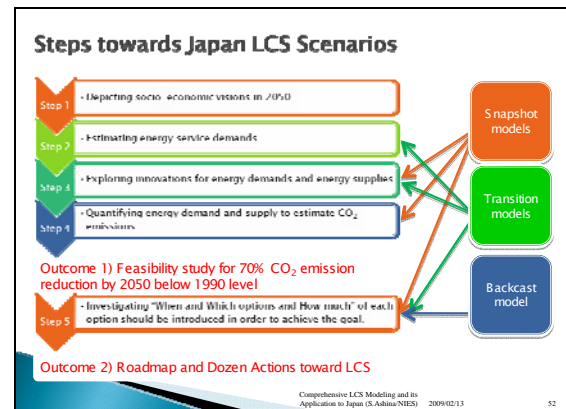 Steps towards Japan LCS Scenarios
Step 1
- Depicting socio-economic visions in 2050
Step 2
- Estimating energy service demands
Step 3
- Exploring innovations for energy demands and energy supplies
Step 4
- Quantifying energy demand and supply to estimate CO2
emissions
Outcome 1) Feasibility study for 70% CO2 emission
reduction by 2050 below 1990 level
Step 5
- Investigating "When and Which options and How much" of each
option should be introduced in order to achieve the goal.
Outcome 2) Roadmap and Dozen Actions toward LCS
Snapshot
models
Transition
models
Backcast
model
Comprehensive LCS Modeling and its
Application to Japan (S.Ashina/NIES)
2009/02/13
52